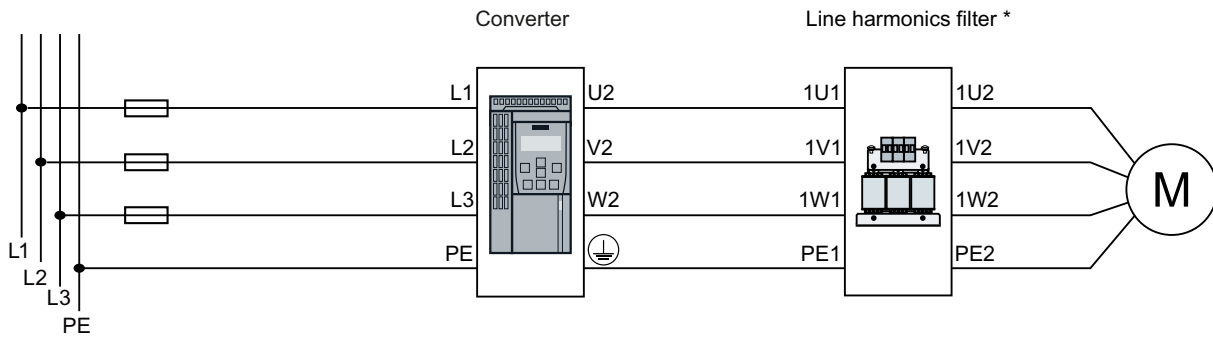 Converter
Line harmonics filter *
L1
U2
1U1
1U2
L2
V2
1V1
1V2
M
L3
W2
1W1
1W2
L1
PE
PE1
PE2
L2
L3
PE